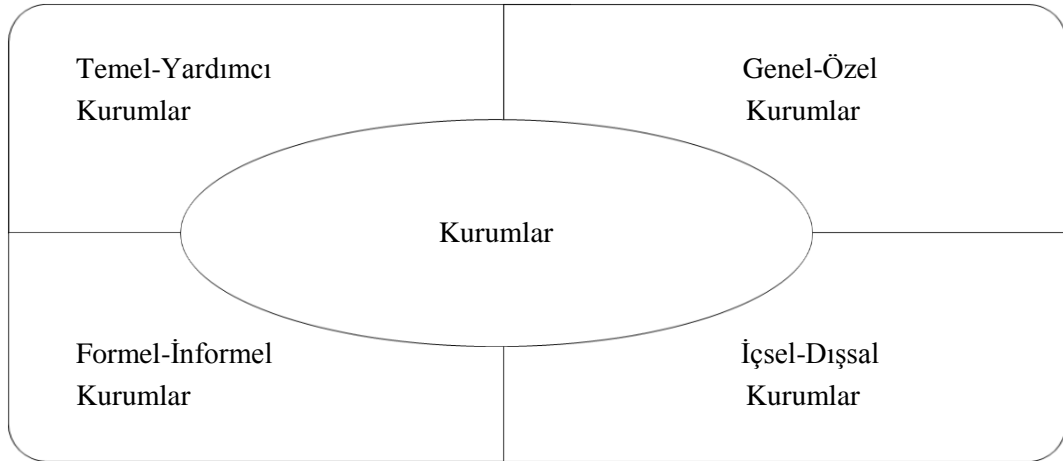 Temel-Yardımcı
Kurumlar
Genel-Özel
Kurumlar
Kurumlar
Formel-İnformel
Kurumlar
İçsel-Dışsal
Kurumlar